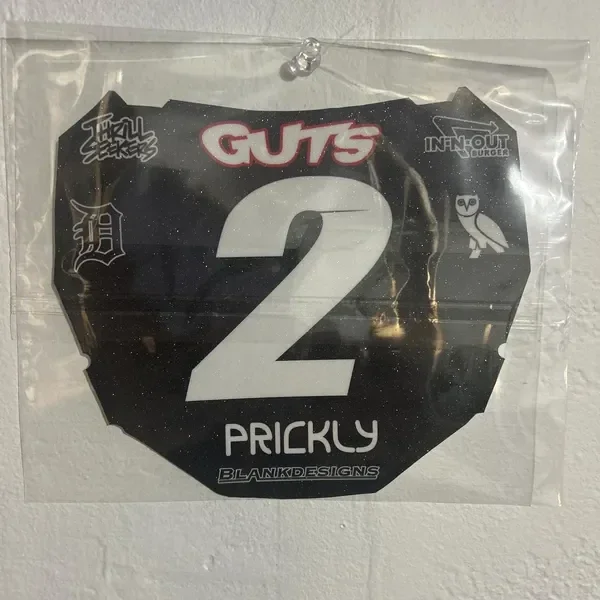 THRILL
SEEKERS
GUTS
IN-N-OUT
BURGER
D
2
PRICKLY
BLANKDESIGNS